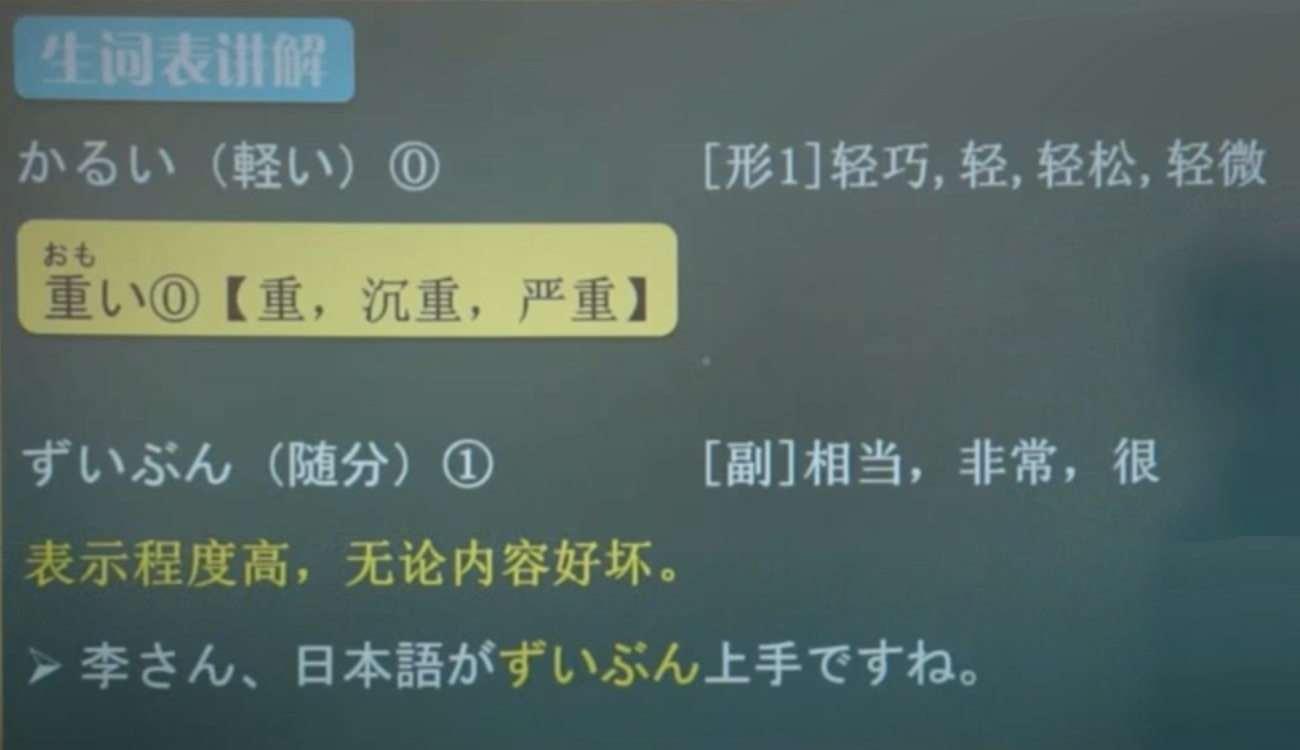 生词表讲解
かるい（軽い）⓪ [形1]轻巧,轻,轻松,轻微
おも
重い⓪【重，沉重，严重】
ずいぶん（随分）① [副]相当，非常，很
表示程度高，无论内容好坏。
➢ 李さん、日本語がずいぶん上手ですね。